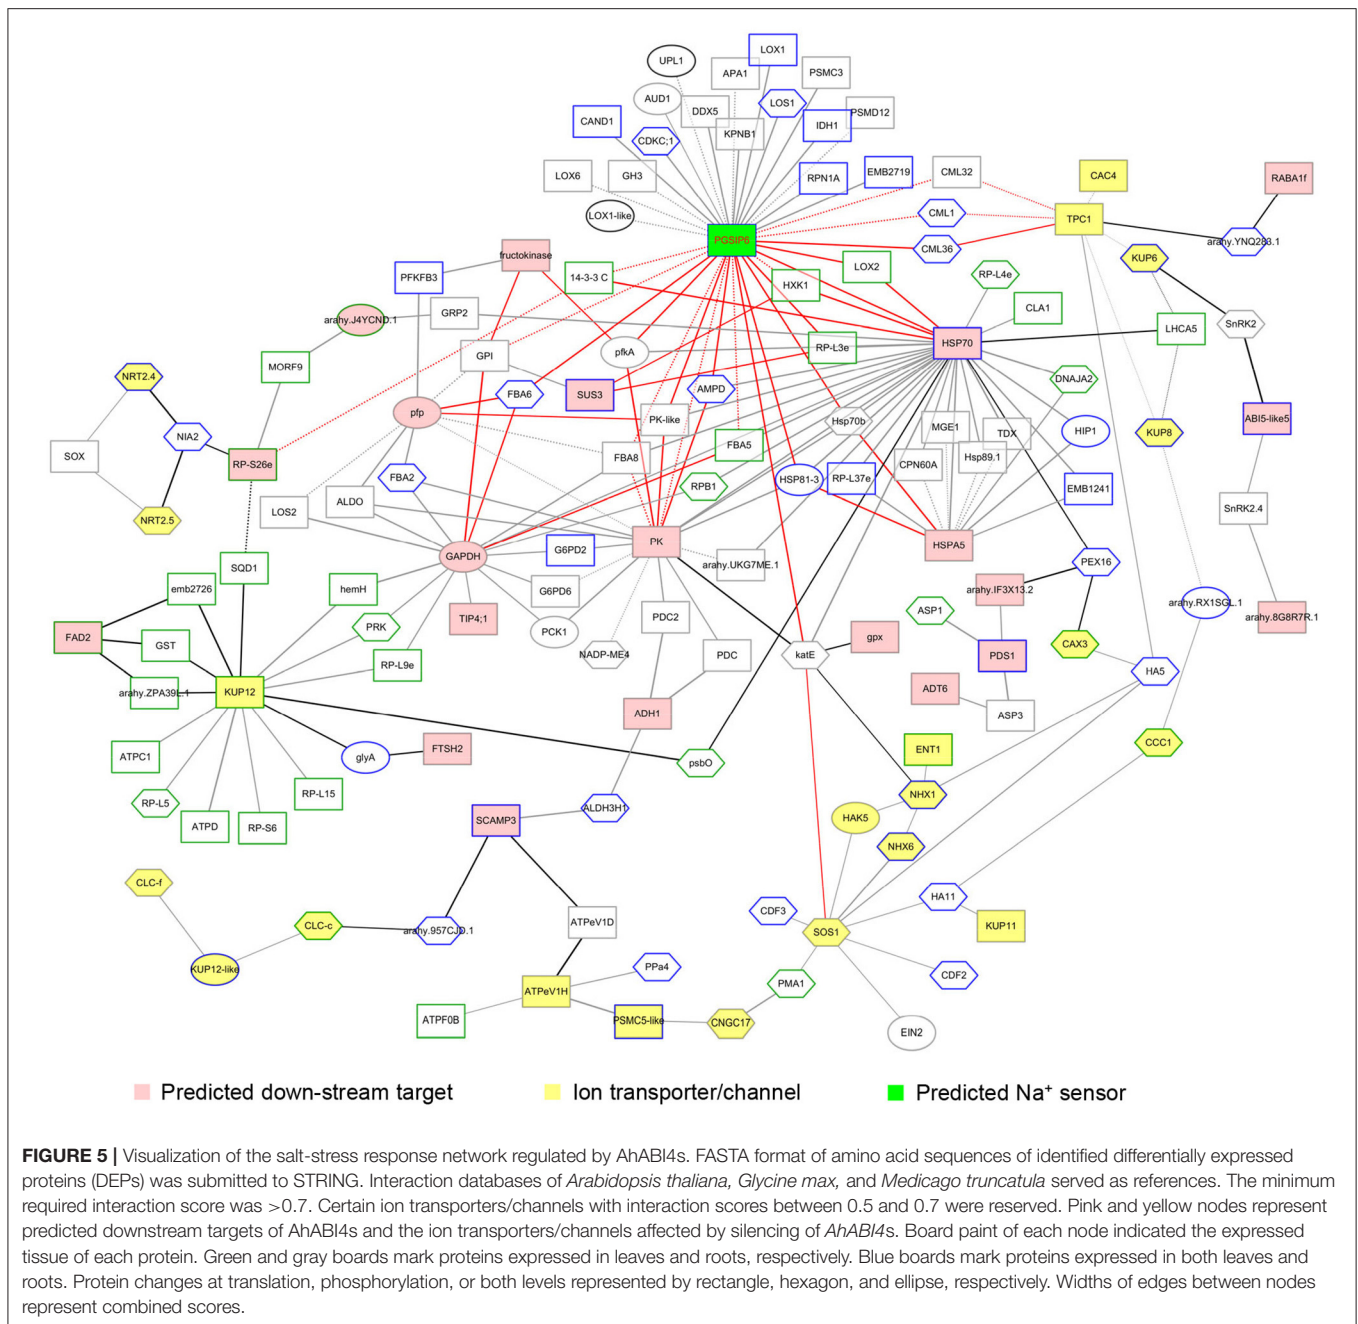 LOX1
UPL1
APA1
PSMC3
AUD1
DDX5
LOS1
PSMD12
CAND1
KPNB1
IDH1
CDKC;1
LOX6
GH3
RPN1A
EMB2719
CML32
CAC4
RABA1f
LOX1-like
CML1
TPC1
PGSIP6
CML36
arahy.YNQ283.1
fructokinase
KUP6
PFKFB3
14-3-3 C
LOX2
RP-L4e
HXK1
CLA1
arahy.J4YCND.1
GRP2
SnRK2
LHCA5
HSP70
RP-L3e
GPI
pfkA
MORF9
NRT2.4
DNAJA2
FBA6
SUS3
AMPD
pfp
PK-like
Hsp70b
MGE1
TDX
HIP1
KUP8
ABI5-like5
NIA2
SOX
RP-S26e
FBA8
FBA5
Hsp89.1
CPN60A
FBA2
HSP81-3
RP-L37e
RPB1
EMB1241
ALDO
LOS2
SnRK2.4
NRT2.5
GAPDH
G6PD2
PK
HSPA5
arahy.UKG7ME.1
PEX16
SQD1
emb2726
hemH
G6PD6
arahy.IF3X13.2
arahy.RX1SGL.1
ASP1
TIP4;1
PDC2
arahy.8G8R7R.1
PRK
PCK1
FAD2
GST
gpx
CAX3
NADP-ME4
PDC
katE
PDS1
RP-L9e
HA5
arahy.ZPA39L.1
KUP12
ADT6
ADH1
ASP3
FTSH2
CCC1
ATPC1
glyA
psbO
ENT1
RP-L15
NHX1
RP-L5
ALDH3H1
ATPD
RP-S6
SCAMP3
HAK5
NHX6
CLC-f
HA11
CDF3
CLC-c
arahy.957CJD.1
ATPeV1D
SOS1
KUP11
KUP12-like
PPa4
CDF2
PMA1
ATPeV1H
ATPF0B
PSMC5-like
CNGC17
EIN2
Predicted down-stream target
Ion transporter/channel
Predicted Na⁺ sensor
FIGURE 5 | Visualization of the salt-stress response network regulated by AhABI4s. FASTA format of amino acid sequences of identified differentially expressed
proteins (DEPs) was submitted to STRING. Interaction databases of Arabidopsis thaliana, Glycine max, and Medicago truncatula served as references. The minimum
required interaction score was >0.7. Certain ion transporters/channels with interaction scores between 0.5 and 0.7 were reserved. Pink and yellow nodes represent
predicted downstream targets of AhABI4s and the ion transporters/channels affected by silencing of AhABI4s. Board paint of each node indicated the expressed
tissue of each protein. Green and gray boards mark proteins expressed in leaves and roots, respectively. Blue boards mark proteins expressed in both leaves and
roots. Protein changes at translation, phosphorylation, or both levels represented by rectangle, hexagon, and ellipse, respectively. Widths of edges between nodes
represent combined scores.